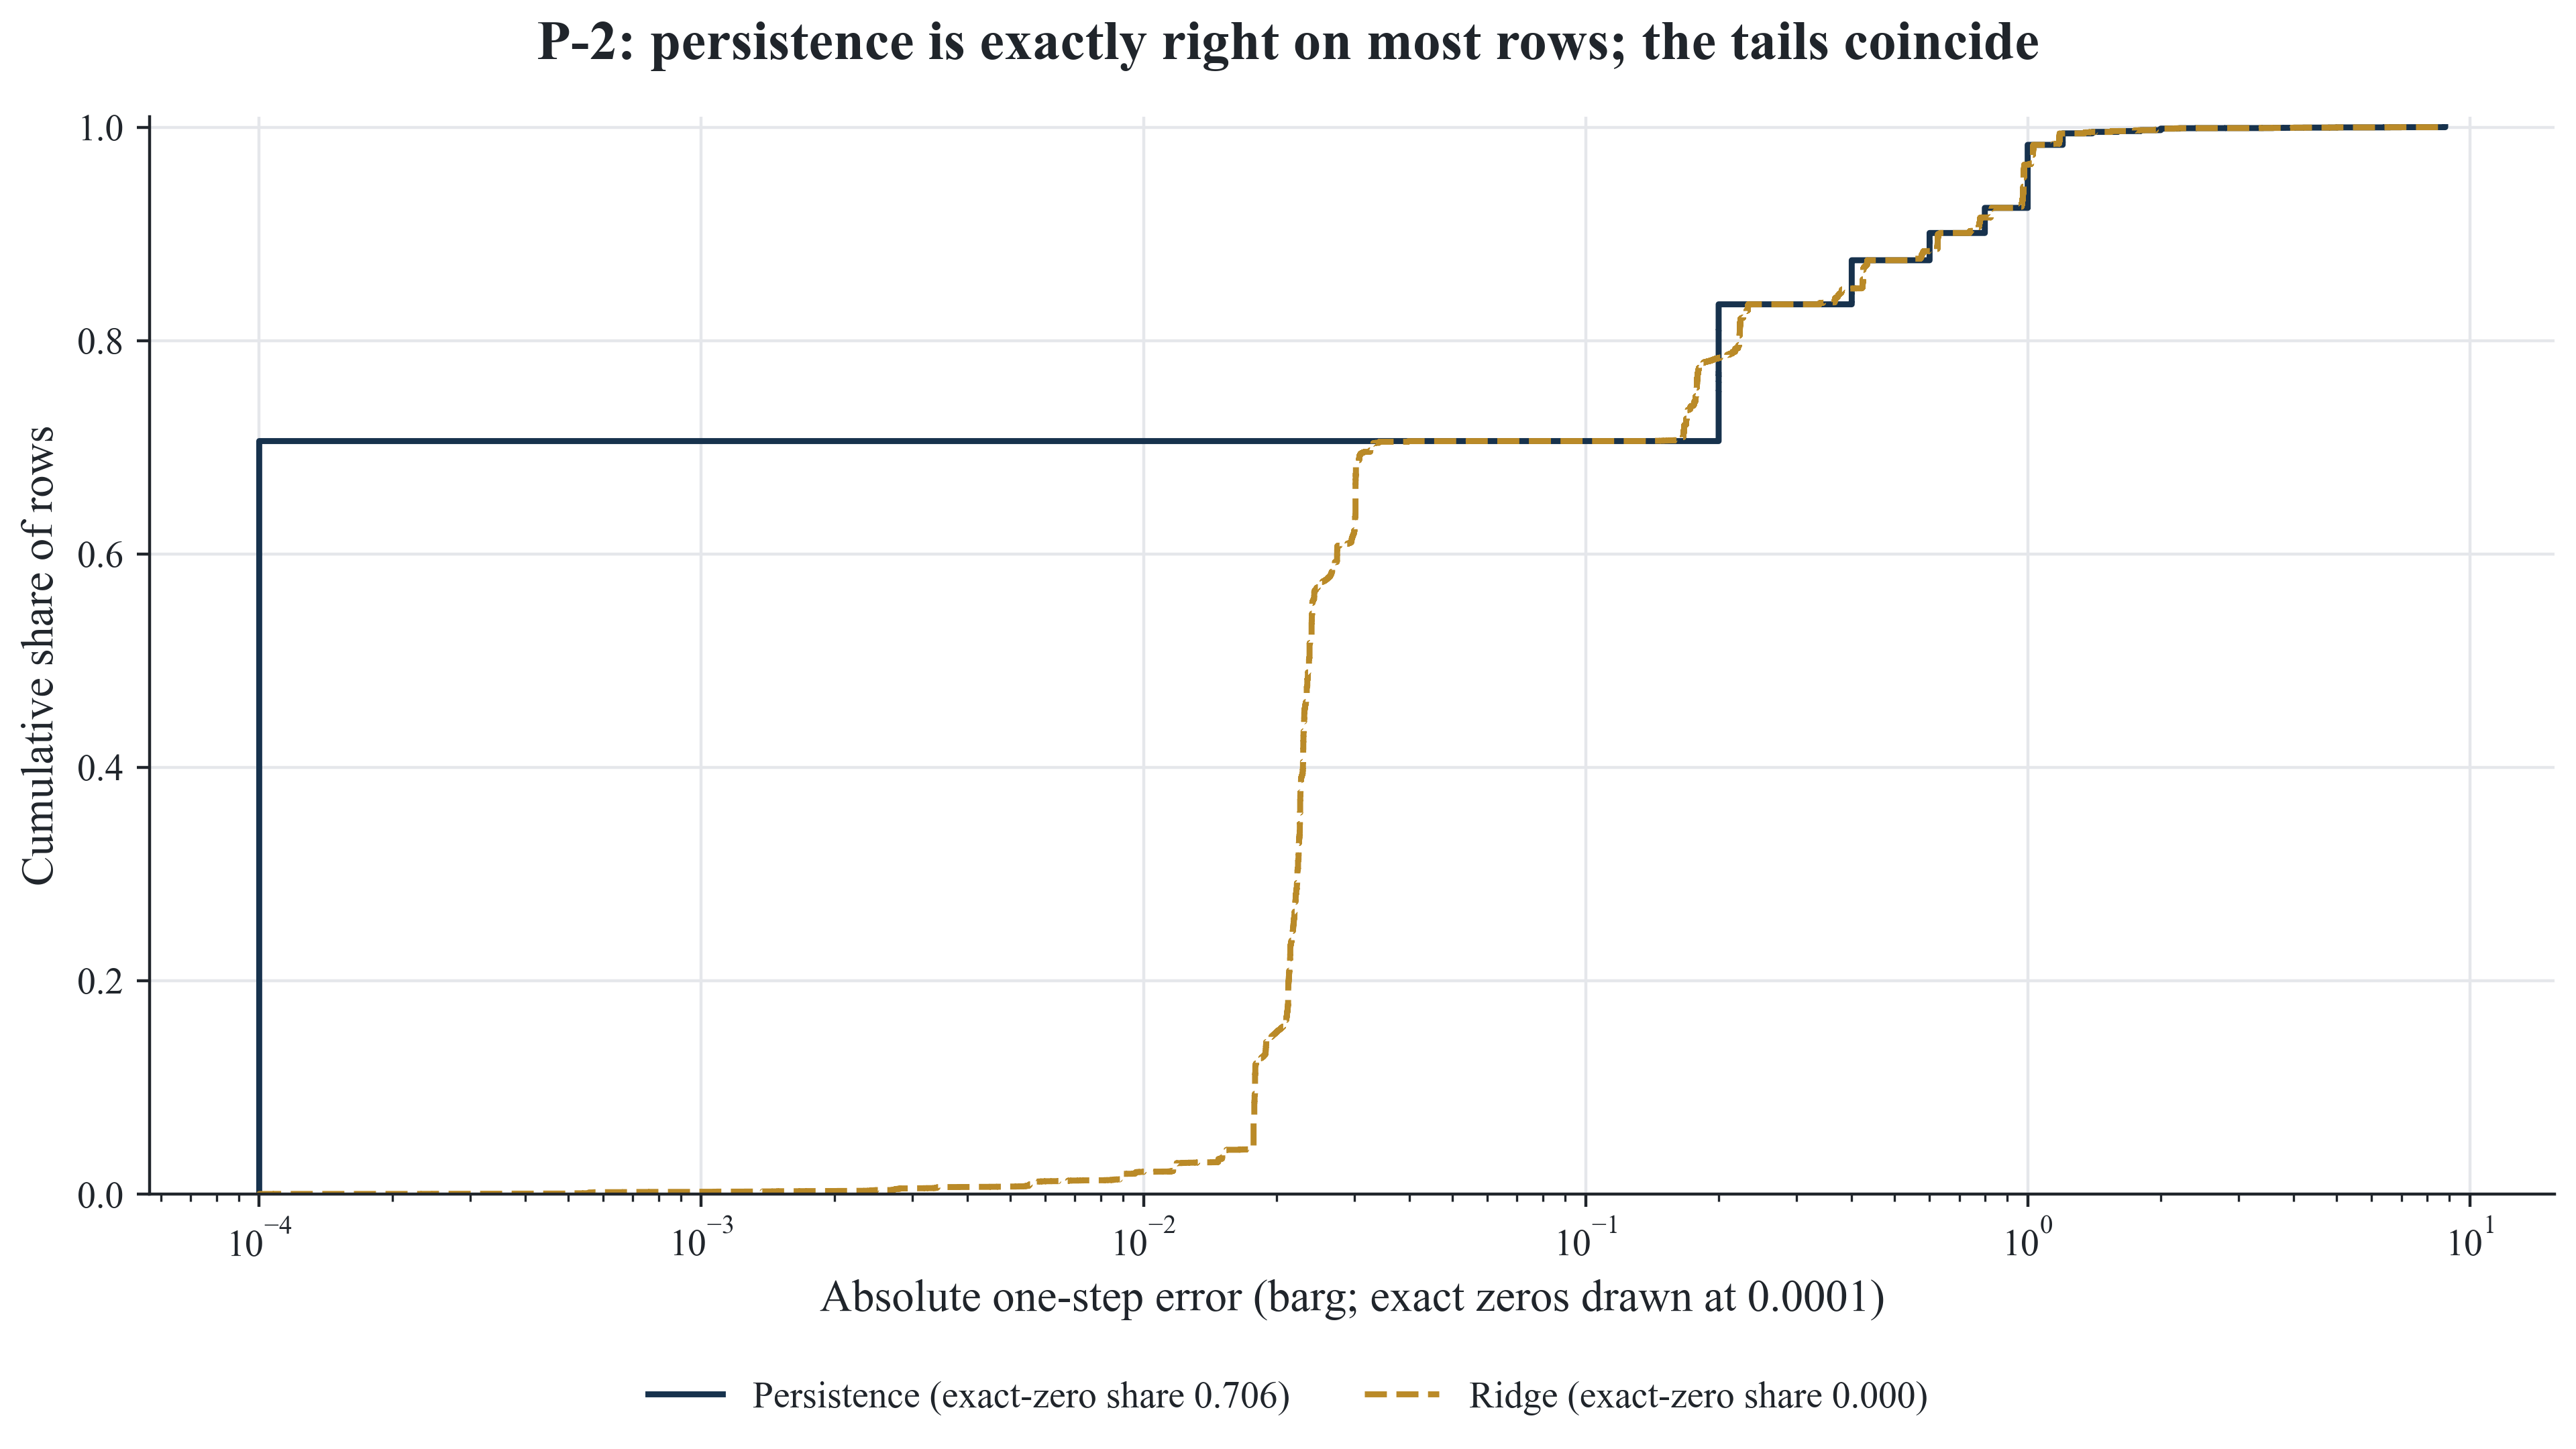 P-2: persistence is exactly right on most rows; the tails coincide
Cumulative share of rows
1.0
0.8
0.6
0.4
0.2
0.0
10⁻⁴
10⁻³
10⁻²
10⁻¹
10⁰
10¹
Absolute one-step error (barg; exact zeros drawn at 0.0001)
Persistence (exact-zero share 0.706)
Ridge (exact-zero share 0.000)